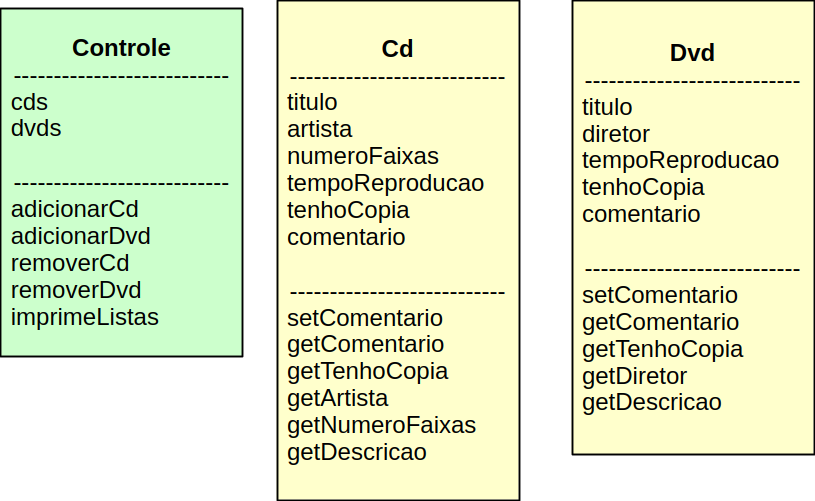 Controle
---------------------------
cds
dvds
---------------------------
adicionarCd
adicionarDvd
removerCd
removerDvd
imprimeListas
Cd
---------------------------
titulo
artista
numeroFaixas
tempoReproducao
tenhoCopia
comentario
---------------------------
setComentario
getComentario
getTenhoCopia
getArtista
getNumeroFaixas
getDescricao
Dvd
---------------------------
titulo
diretor
tempoReproducao
tenhoCopia
comentario
---------------------------
setComentario
getComentario
getTenhoCopia
getDiretor
getDescricao